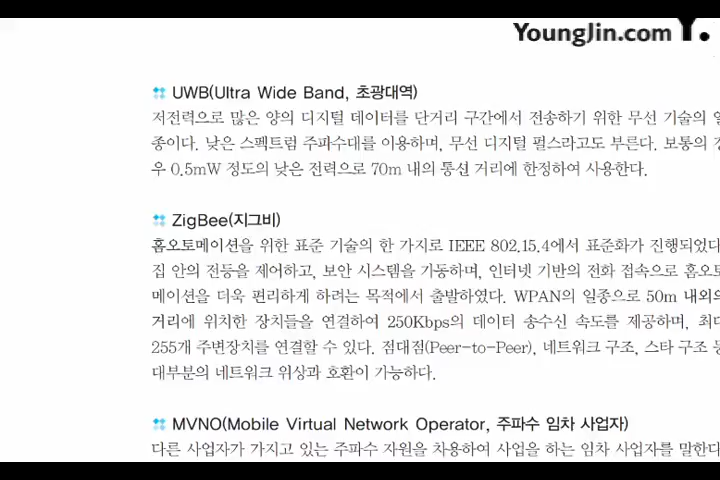 YoungJin.com Y.
UWB(Ultra Wide Band, 초광대역)
저전력으로 많은 양의 디지털 데이터를 단거리 구간에서 전송하기 위한 무선 기술의 일
종이다. 낮은 스펙트럼 주파수대를 이용하며, 무선 디지털 펄스라고도 부른다. 보통의 경
우 0.5mW 정도의 낮은 전력으로 70m 내의 통신 거리에 한정하여 사용한다.
ZigBee(지그비)
홈오토메이션을 위한 표준 기술의 한 가지로 IEEE 802.15.4에서 표준화가 진행되었다
집 안의 전등을 제어하고, 보안 시스템을 가동하며, 인터넷 기반의 전화 접속으로 홈오토
메이션을 더욱 편리하게 하려는 목적에서 출발하였다. WPAN의 일종으로 50m 내외의
거리에 위치한 장치들을 연결하여 250Kbps의 데이터 송수신 속도를 제공하며, 최대
255개 주변장치를 연결할 수 있다. 점대점(Peer-to-Peer), 네트워크 구조, 스타 구조 등
대부분의 네트워크 위상과 호환이 가능하다.
MVNO(Mobile Virtual Network Operator, 주파수 임차 사업자)
다른 사업자가 가지고 있는 주파수 자원을 차용하여 사업을 하는 임차 사업자를 말한다